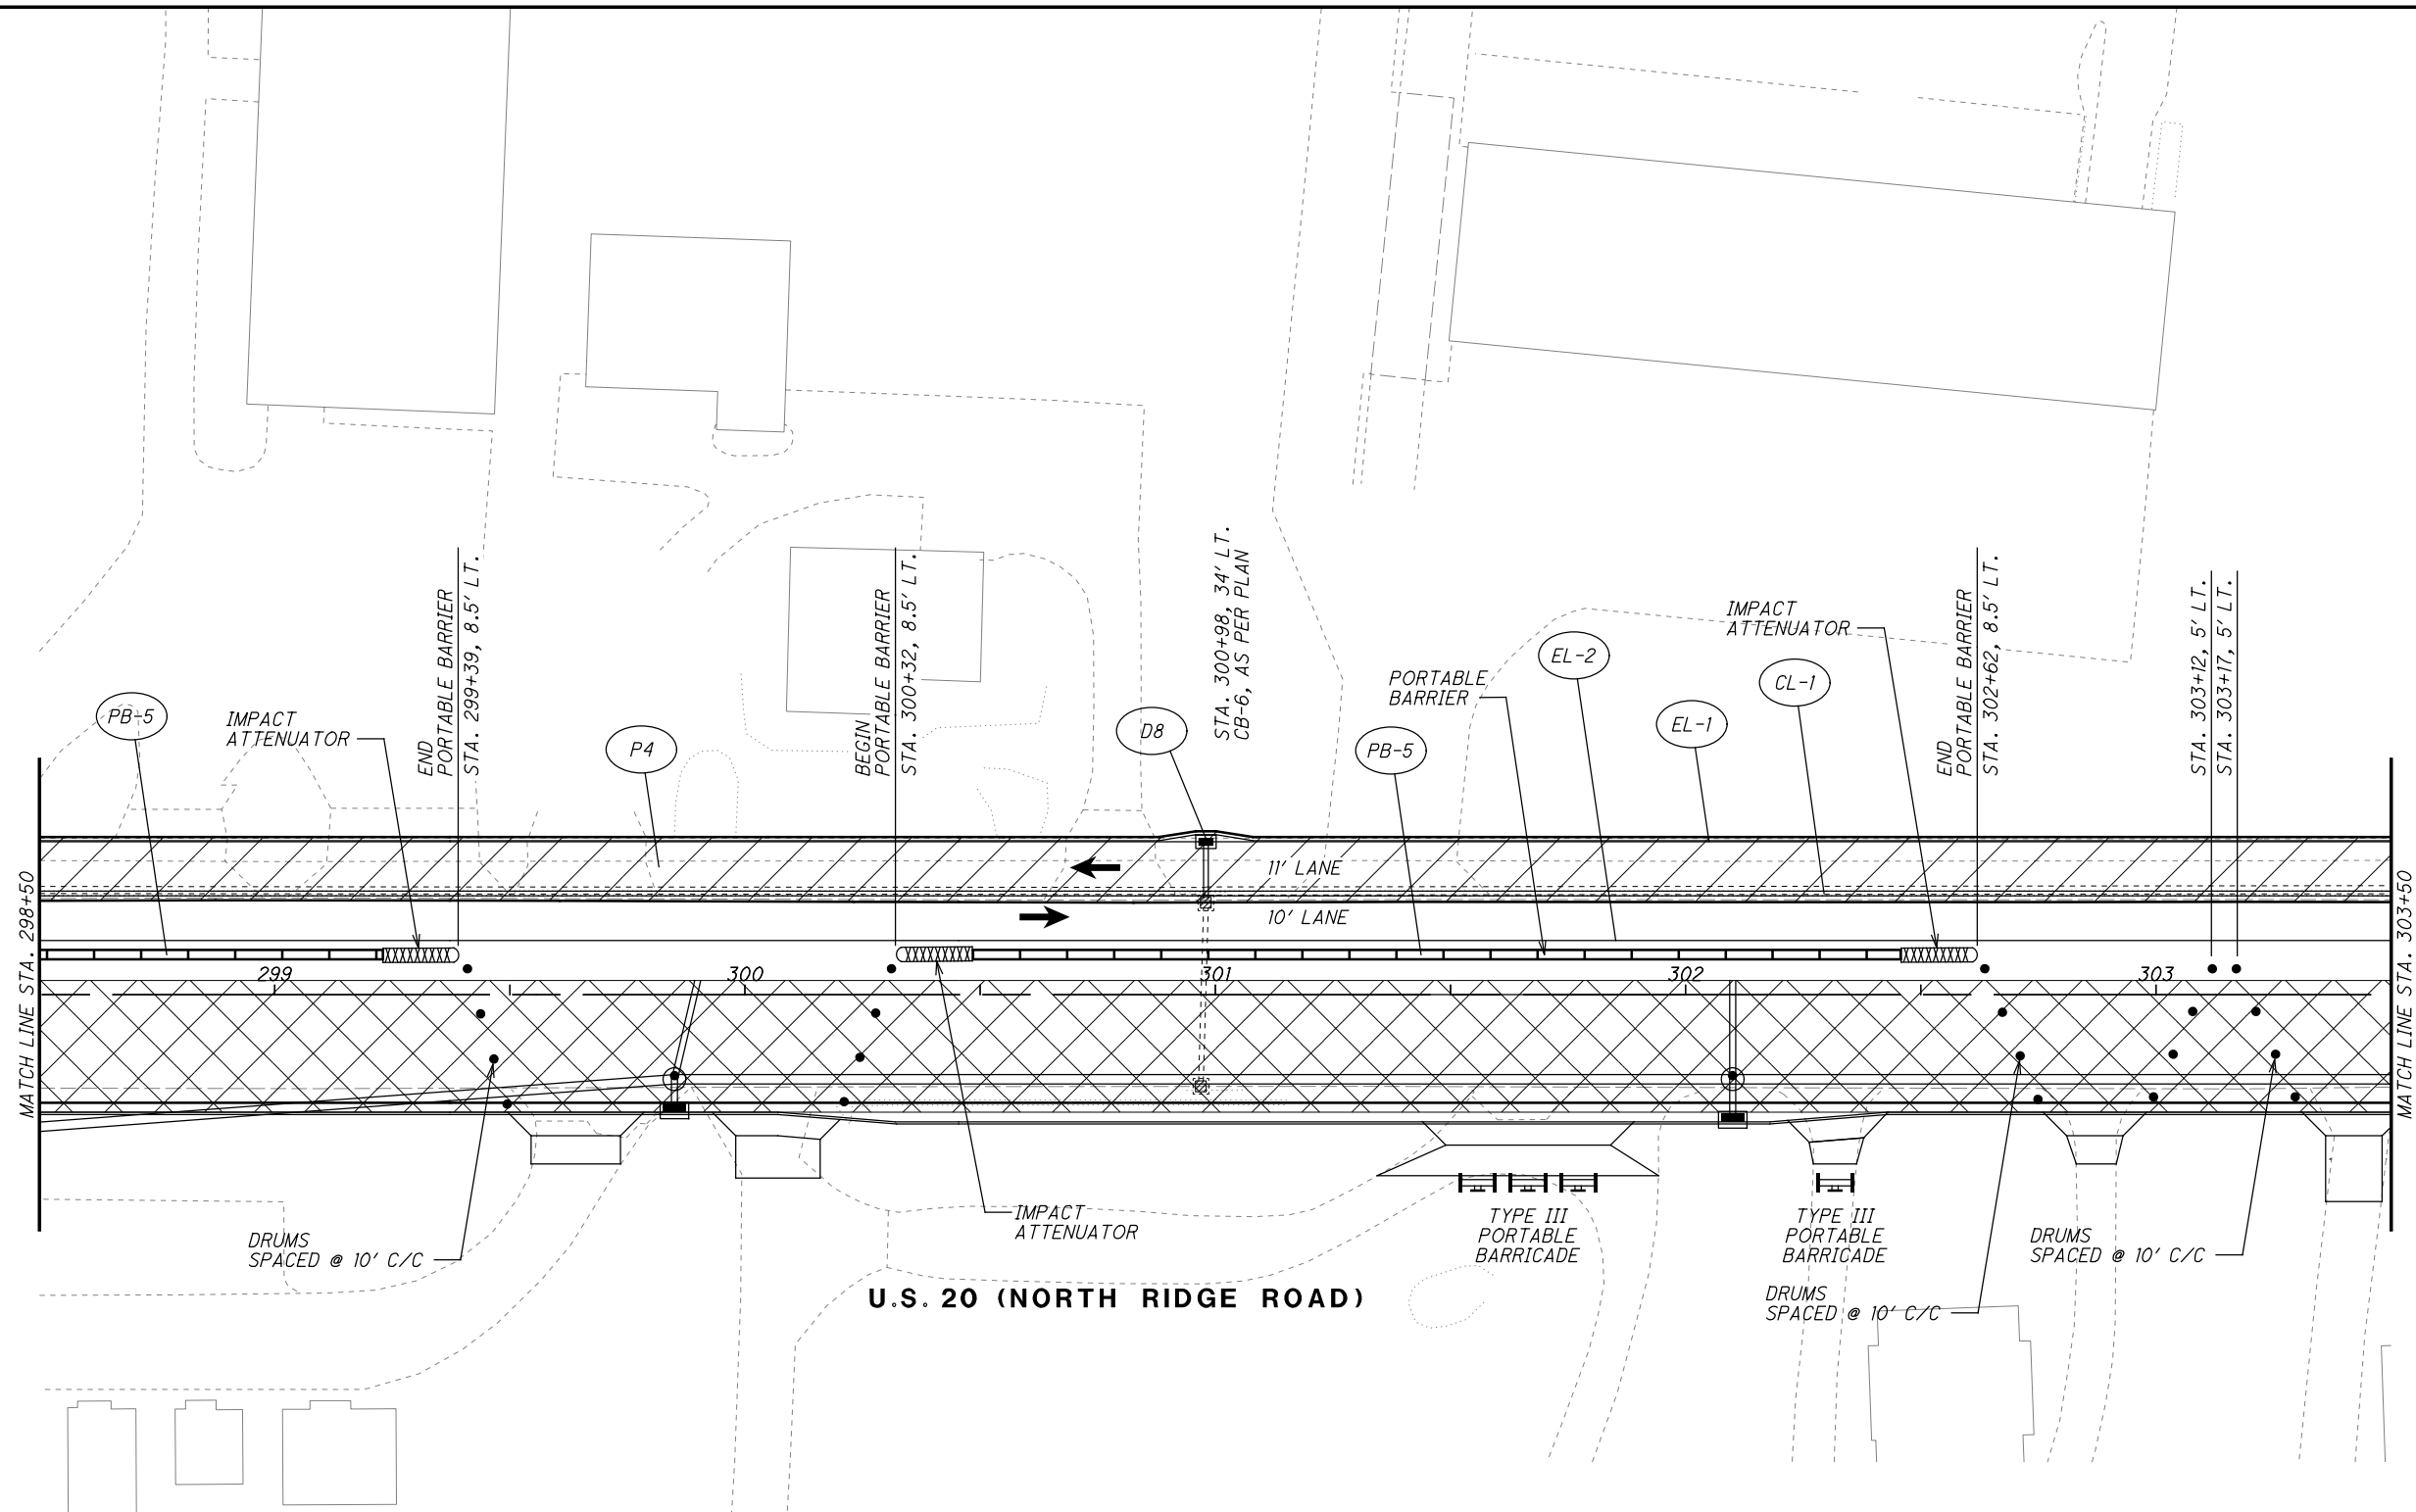 END
PORTABLE BARRIER
STA. 299+39, 8.5' LT.
BEGIN
PORTABLE BARRIER
STA. 300+32, 8.5' LT.
STA. 300+98, 34' LT.
CB-6, AS PER PLAN
IMPACT
ATTENUATOR
END
PORTABLE BARRIER
STA. 302+62, 8.5' LT.
STA. 303+12, 5' LT.
STA. 303+17, 5' LT.
PB-5
IMPACT
ATTENUATOR
P4
D8
PORTABLE
BARRIER
PB-5
EL-2
EL-1
CL-1
MATCH LINE STA. 298+50
11' LANE
10' LANE
MATCH LINE STA. 303+50
299
300
301
302
303
DRUMS
SPACED @ 10' C/C
IMPACT
ATTENUATOR
TYPE III
PORTABLE
BARRICADE
TYPE III
PORTABLE
BARRICADE
DRUMS
SPACED @ 10' C/C
DRUMS
SPACED @ 10' C/C
U.S. 20 (NORTH RIDGE ROAD)